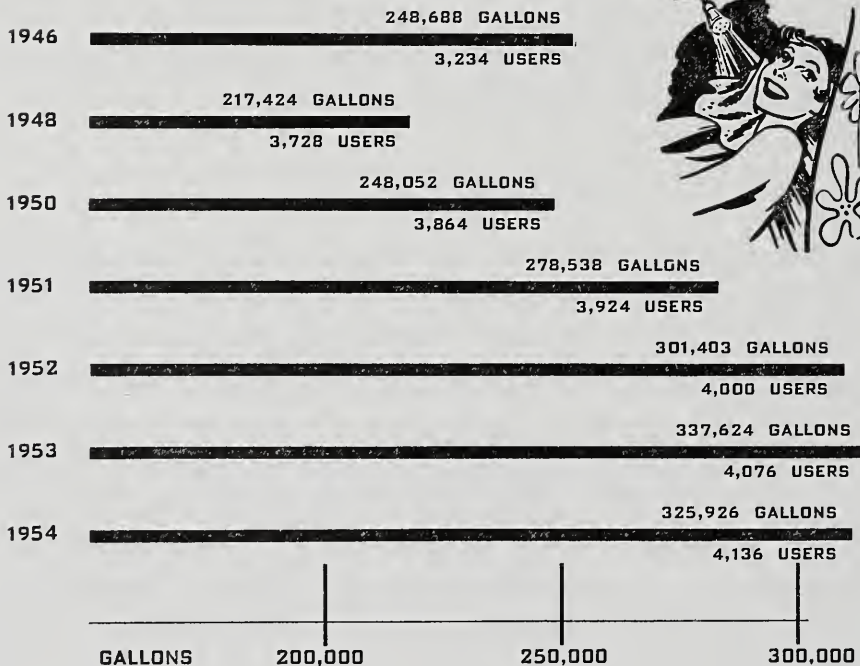 248,688 GALLONS
1946
3,234 USERS
217,424 GALLONS
1948
3,728 USERS
248,052 GALLONS
1950
3,864 USERS
278,538 GALLONS
1951
3,924 USERS
301,403 GALLONS
1952
4,000 USERS
337,624 GALLONS
1953
4,076 USERS
325,926 GALLONS
1954
4,136 USERS
GALLONS 200,000 250,000 300,000